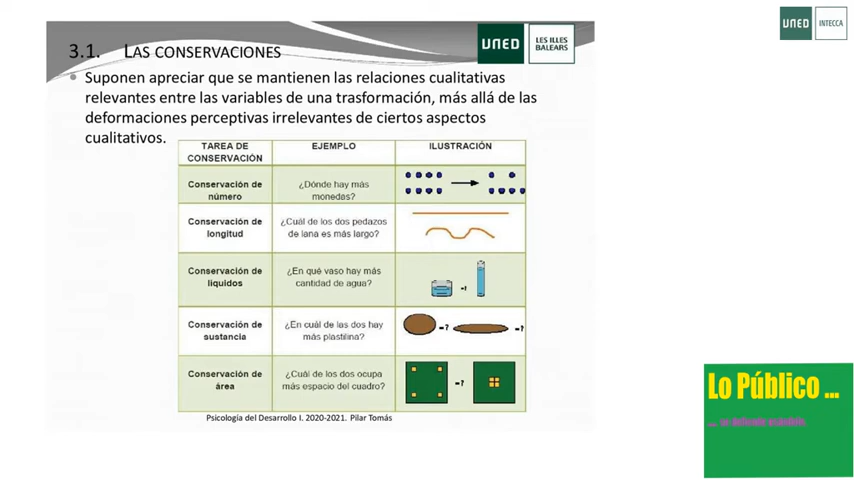 UNED
INTECCA
3.1. LAS CONSERVACIONES
UNED
LES ILLES
BALEARS
Suponen apreciar que se mantienen las relaciones cualitativas
relevantes entre las variables de una trasformación, más allá de las
deformaciones perceptivas irrelevantes de ciertos aspectos
cualitativos.
TAREA DE
CONSERVACIÓN
EJEMPLO
ILUSTRACIÓN
Conservación de
número
¿Dónde hay más
monedas?
Conservación de
longitud
¿Cuál de los dos pedazos
de lana es más largo?
Conservación de
líquidos
¿En qué vaso hay más
cantidad de agua?
=?
Conservación de
sustancia
¿En cuál de las dos hay
más plastilina?
=?
=?
Conservación de
área
¿Cuál de los dos ocupa
más espacio del cuadro?
=?
Psicología del Desarrollo I. 2020-2021. Pilar Tomás
Lo Público ...